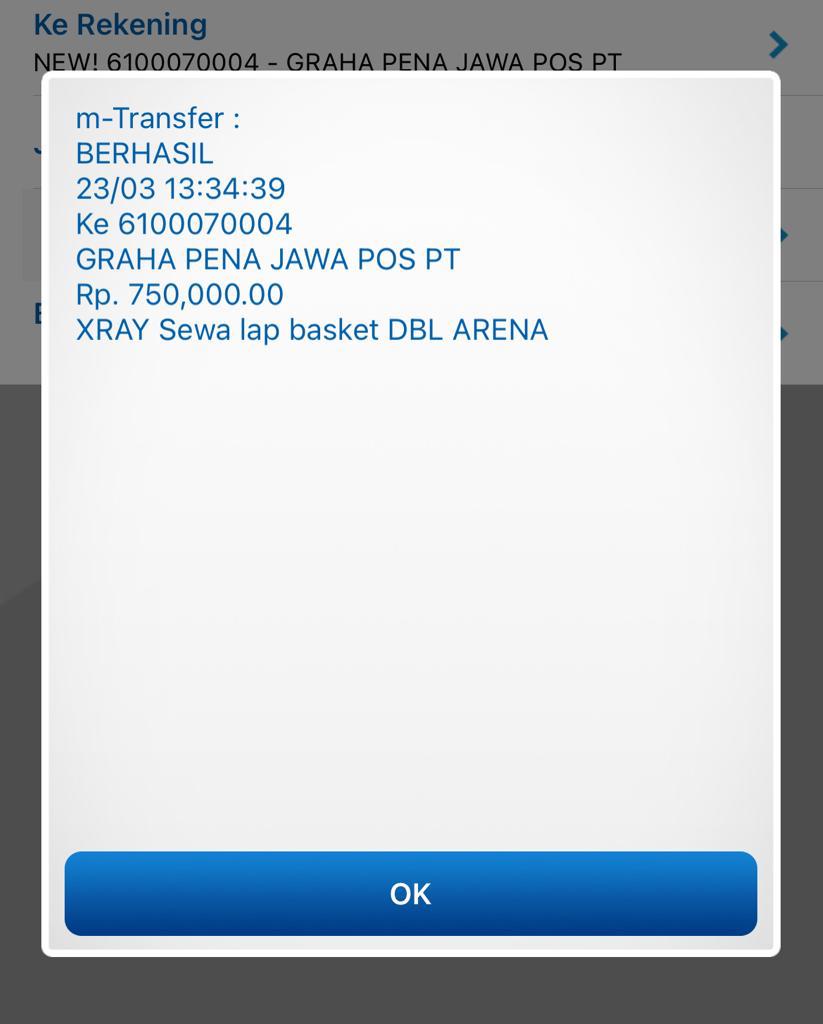 Ke Rekening
NEW! 6100070004 - GRAHA PENA JAWA POS PT
m-Transfer :
BERHASIL
23/03 13:34:39
Ke 6100070004
GRAHA PENA JAWA POS PT
Rp. 750,000.00
XRAY Sewa lap basket DBL ARENA
OK